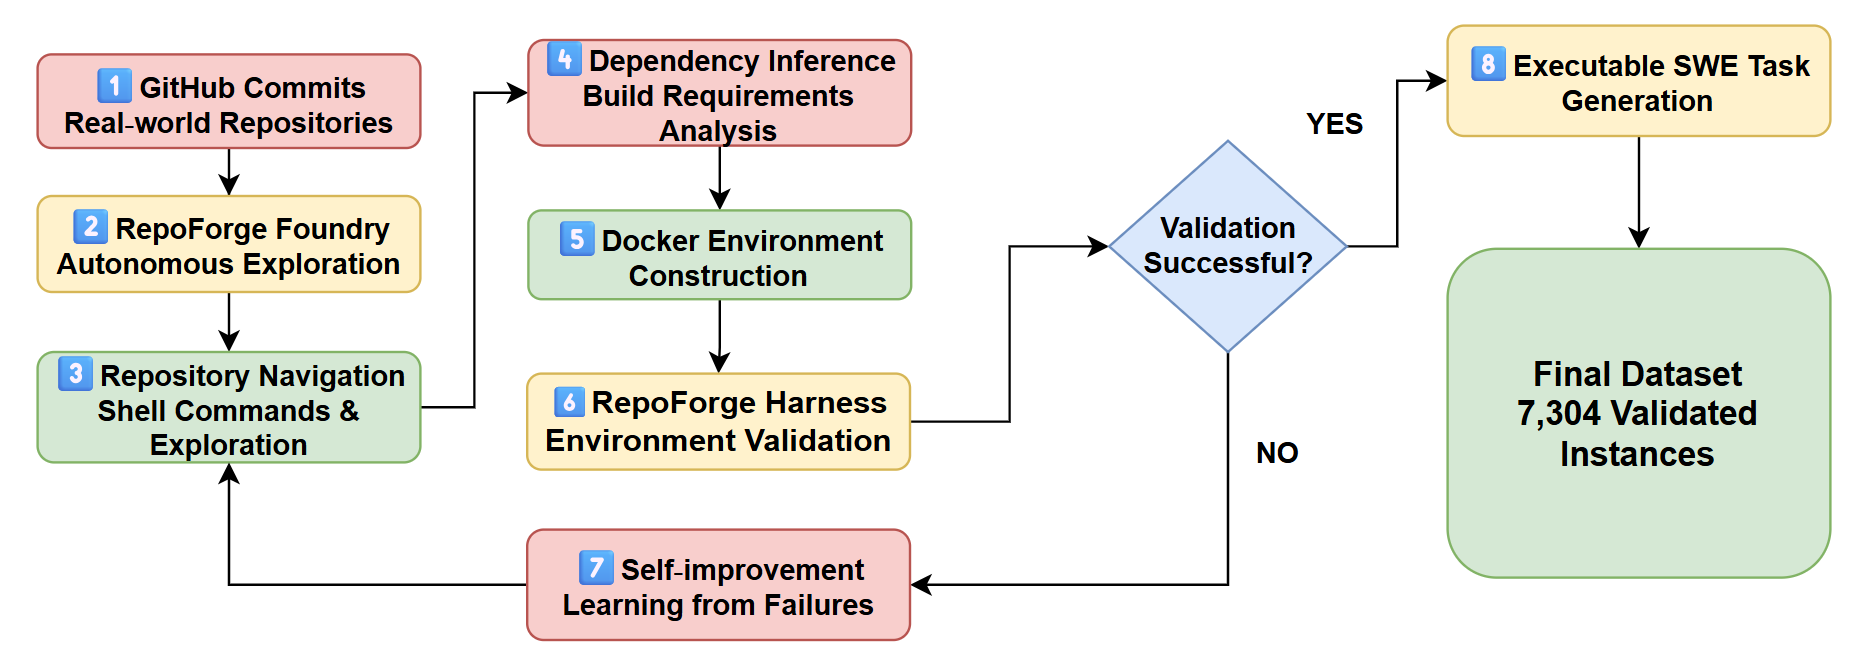 1 GitHub Commits
Real-world Repositories
2 RepoForge Foundry
Autonomous Exploration
3 Repository Navigation
Shell Commands &
Exploration
4 Dependency Inference
Build Requirements
Analysis
5 Docker Environment
Construction
6 RepoForge Harness
Environment Validation
7 Self-improvement
Learning from Failures
Validation
Successful?
YES
NO
8 Executable SWE Task
Generation
Final Dataset
7,304 Validated
Instances